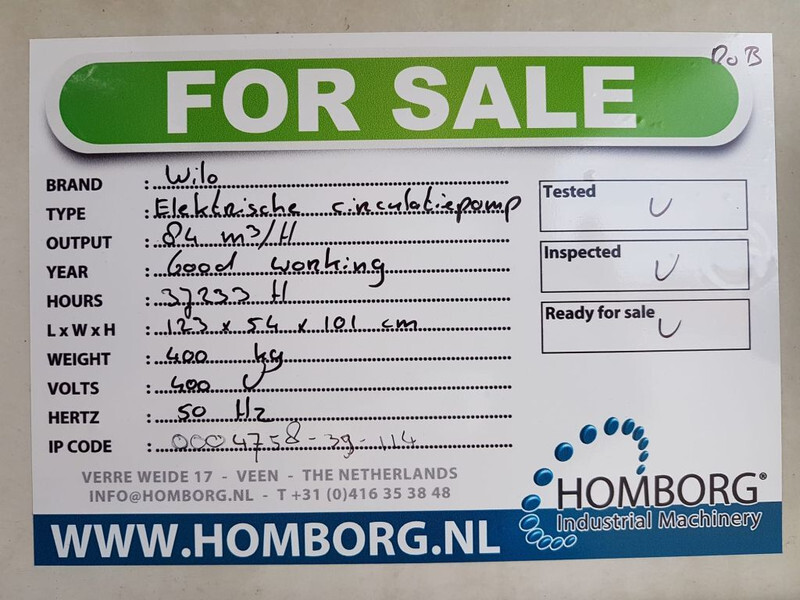 RoB
FOR SALE
BRAND : Wilo
TYPE : Elektrische circulatiepomp
OUTPUT : 84 m³/H
YEAR : Good working
HOURS : 37233 H
L x W x H : 123 x 54 x 101 cm
WEIGHT : 400 kg
VOLTS : 400 V
HERTZ : 50 Hz
IP CODE : 0004758-39-114
Tested
Inspected
Ready for sale
VERRE WEIDE 17 - VEEN - THE NETHERLANDS
INFO@HOMBORG.NL - T +31 (0)416 35 38 48
HOMBORG®
Industrial Machinery
WWW.HOMBORG.NL